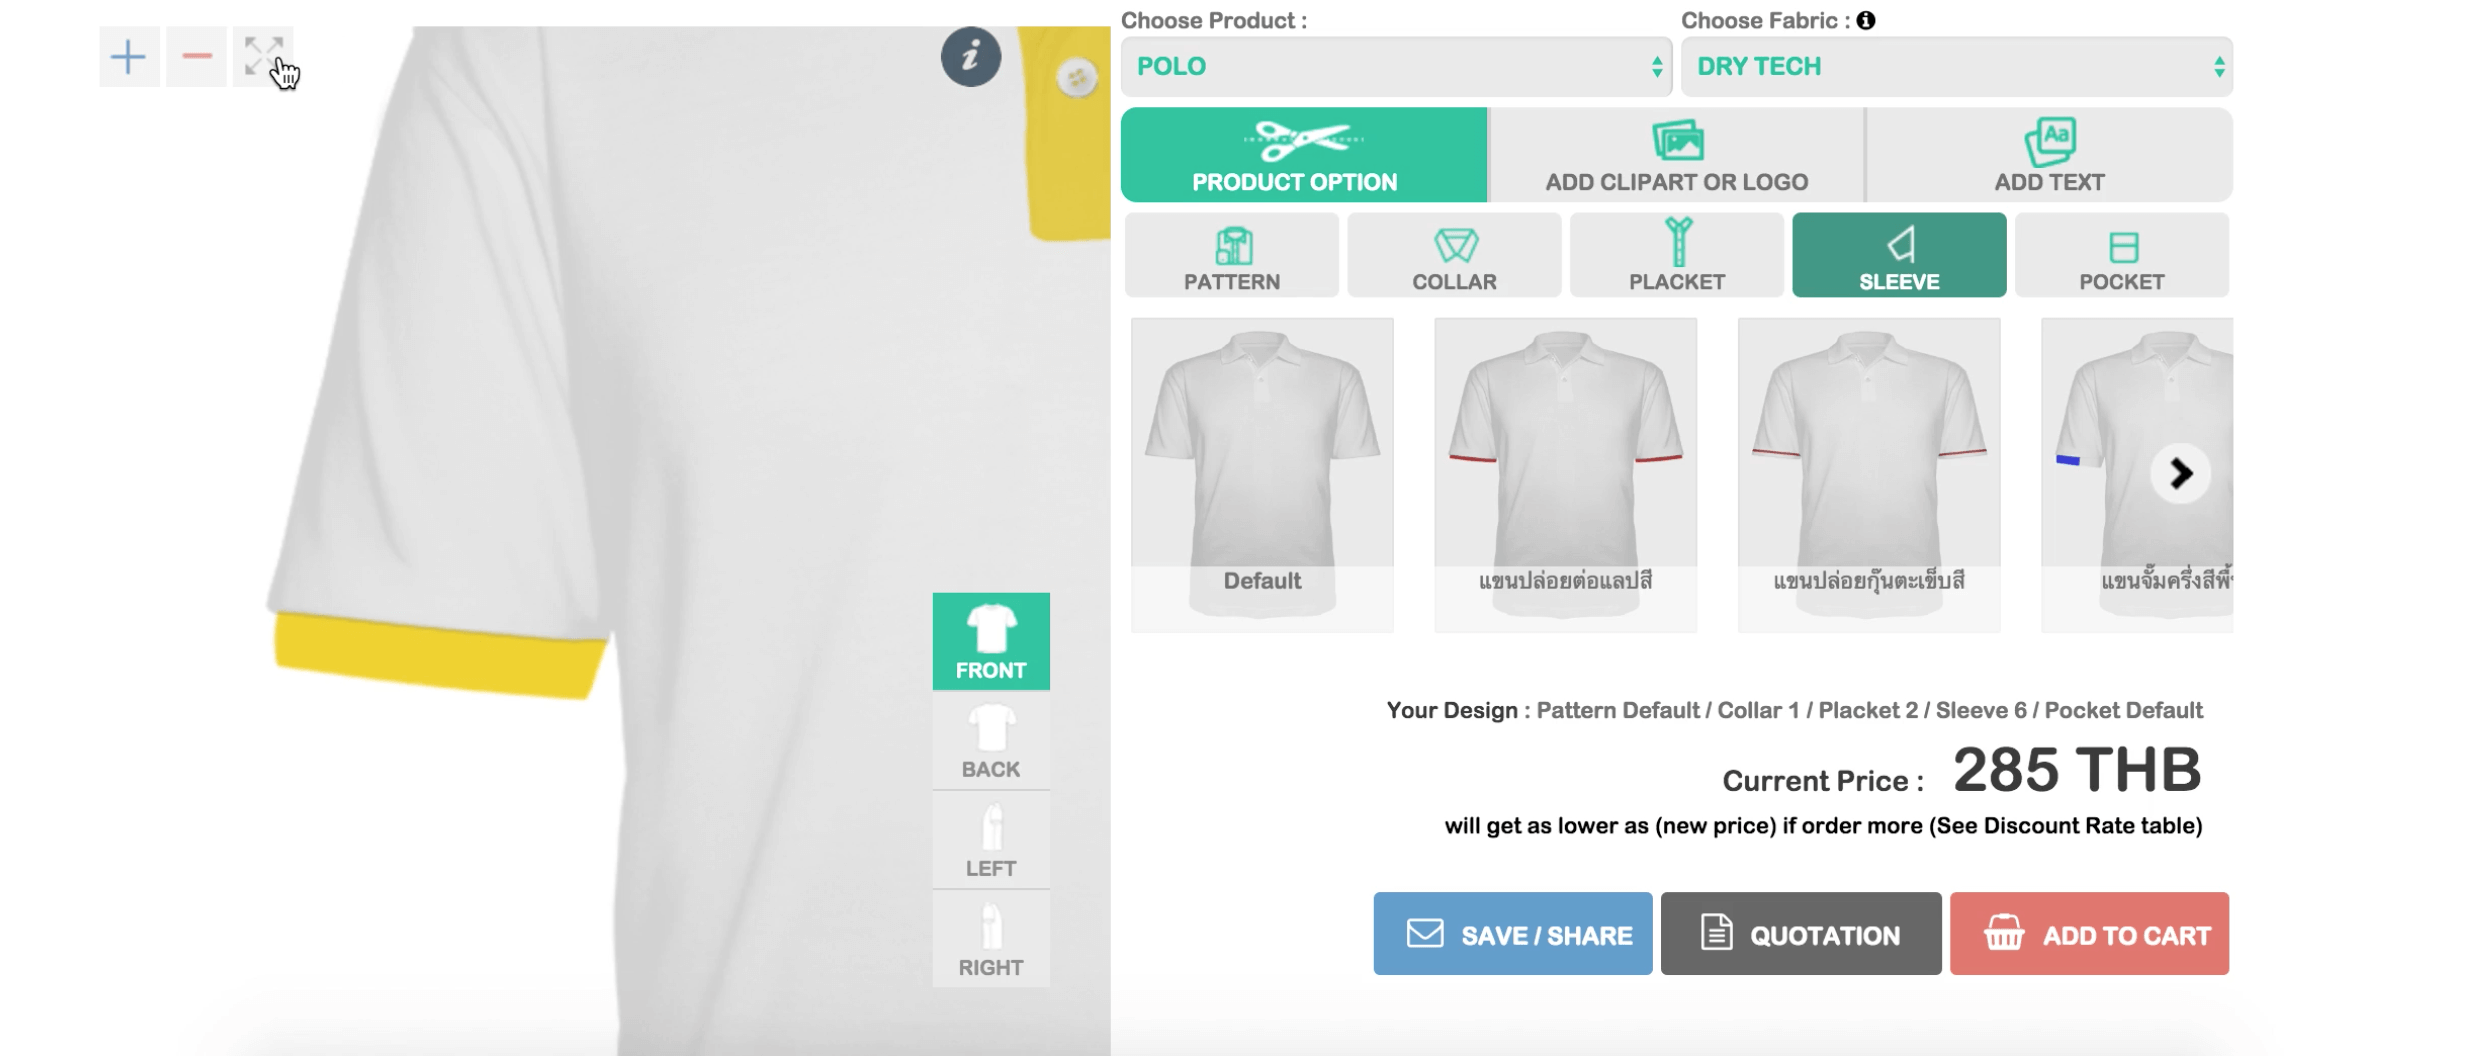 Choose Product :
Choose Fabric :
POLO
DRY TECH
PRODUCT OPTION
ADD CLIPART OR LOGO
Aa
ADD TEXT
PATTERN
COLLAR
PLACKET
SLEEVE
POCKET
Default
แขนปล่อยต่อแลปสี
แขนปล่อยกุ๊นตะเข็บสี
แขนจั๊มครึ่งสีพื้
FRONT
BACK
LEFT
RIGHT
Your Design : Pattern Default / Collar 1 / Placket 2 / Sleeve 6 / Pocket Default
Current Price : 285 THB
will get as lower as (new price) if order more (See Discount Rate table)
SAVE / SHARE
QUOTATION
ADD TO CART